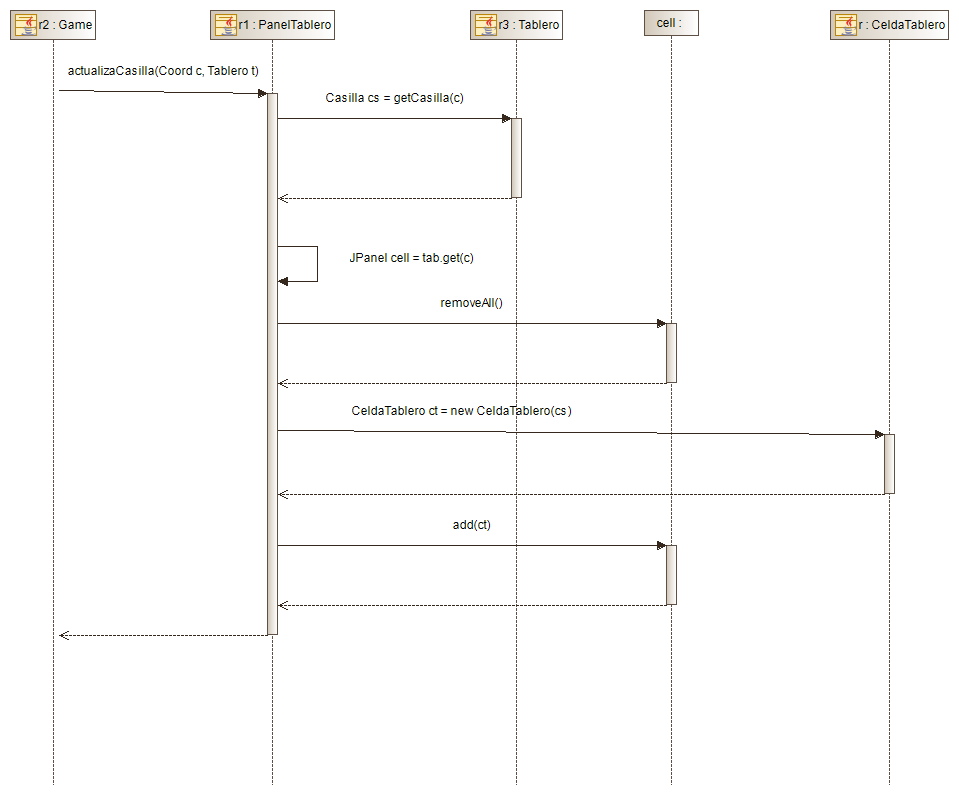 r2 : Game
r1 : PanelTablero
r3 : Tablero
cell :
r : CeldaTablero
actualizaCasilla(Coord c, Tablero t)
Casilla cs = getCasilla(c)
JPanel cell = tab.get(c)
removeAll()
CeldaTablero ct = new CeldaTablero(cs)
add(ct)